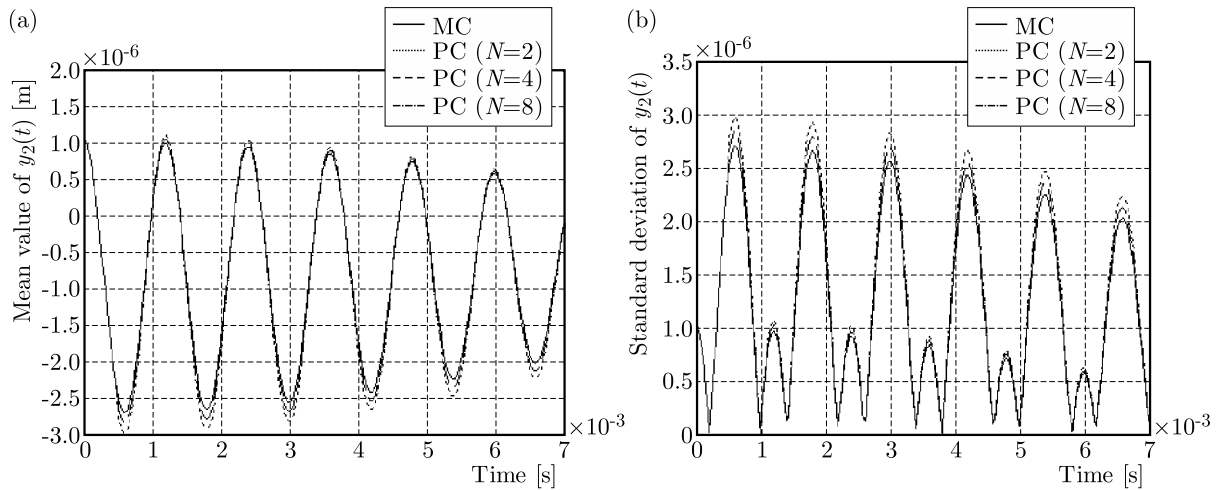 (a)
MC
PC (N=2)
PC (N=4)
PC (N=8)
×10⁻⁶
2.0
1.5
1.0
0.5
0
-0.5
-1.0
-1.5
-2.0
-2.5
-3.0
Mean value of y₂(t) [m]
0 1 2 3 4 5 6 7
×10⁻³
Time [s]
(b)
MC
PC (N=2)
PC (N=4)
PC (N=8)
×10⁻⁶
3.5
3.0
2.5
2.0
1.5
1.0
0.5
0
Standard deviation of y₂(t)
0 1 2 3 4 5 6 7
×10⁻³
Time [s]